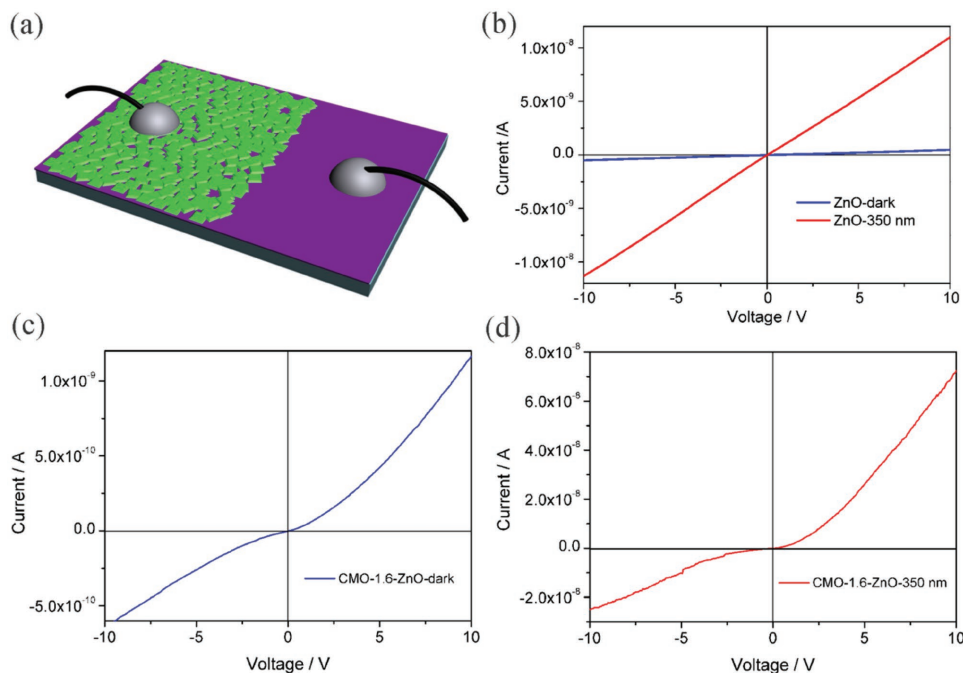 (a)
(b)
1.0x10⁻⁸
5.0x10⁻⁹
0.0
-5.0x10⁻⁹
-1.0x10⁻⁸
Current /A
ZnO-dark
ZnO-350 nm
-10 -5 0 5 10
Voltage / V
(c)
1.0x10⁻⁹
5.0x10⁻¹⁰
0.0
-5.0x10⁻¹⁰
Current / A
CMO-1.6-ZnO-dark
-10 -5 0 5 10
Voltage / V
(d)
8.0x10⁻⁸
6.0x10⁻⁸
4.0x10⁻⁸
2.0x10⁻⁸
0.0
-2.0x10⁻⁸
Current / A
CMO-1.6-ZnO-350 nm
-10 -5 0 5 10
Voltage / V